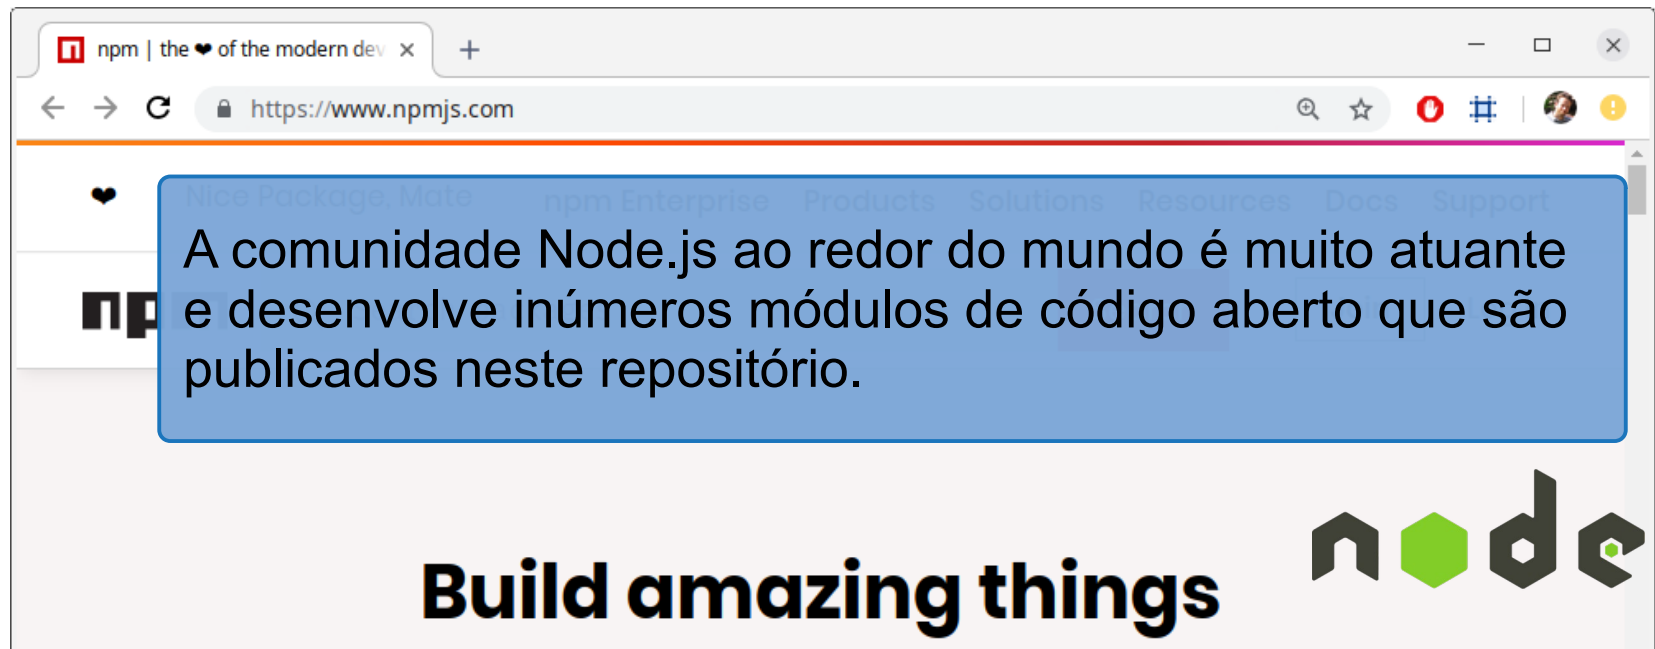 npm | the ❤ of the modern dev
https://www.npmjs.com
❤ Nice Package, Mate npm Enterprise Products Solutions Resources Docs Support
A comunidade Node.js ao redor do mundo é muito atuante
e desenvolve inúmeros módulos de código aberto que são
publicados neste repositório.
node
Build amazing things